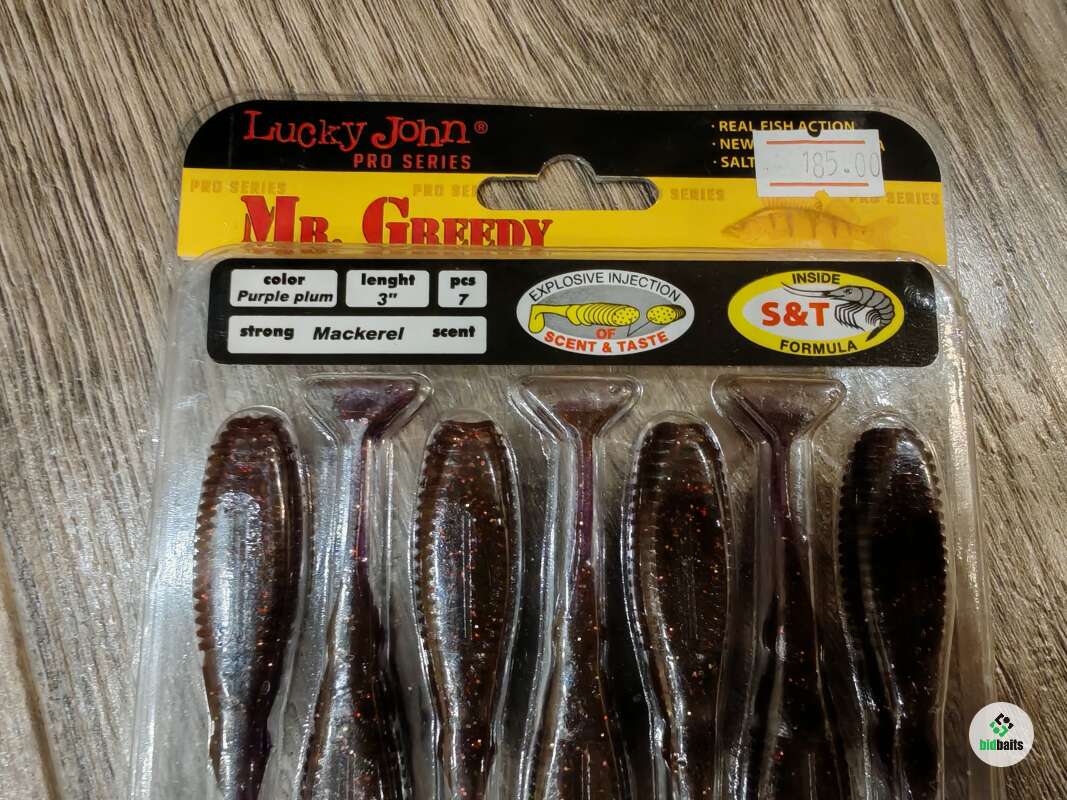 Lucky John®
PRO SERIES
· REAL FISH ACTION
· NEW
· SALT
185.00
PRO SERIES PRO SERIES SERIES PRO SERIES
MR. GREEDY
color
Purple plum
lenght
3"
pcs
7
strong Mackerel scent
EXPLOSIVE INJECTION
OF
SCENT & TASTE
INSIDE
S&T
FORMULA
bidbaits